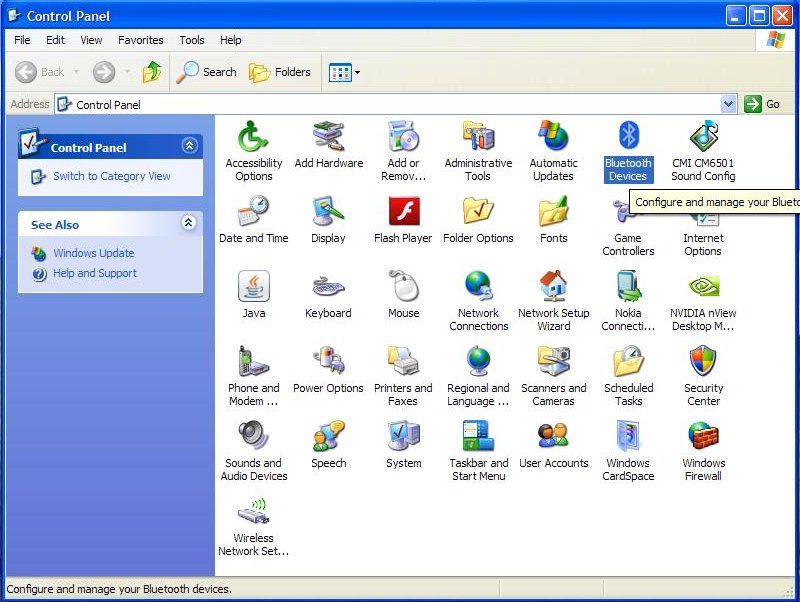 Control Panel
File Edit View Favorites Tools Help
Back Search Folders
Address Control Panel Go
Control Panel
Switch to Category View
See Also
Windows Update
Help and Support
Accessibility Options
Add Hardware
Add or Remov...
Administrative Tools
Automatic Updates
Bluetooth Devices
CMI CM6501 Sound Config
Configure and manage your Blueto
Date and Time
Display
Flash Player
Folder Options
Fonts
Game Controllers
Internet Options
Java
Keyboard
Mouse
Network Connections
Network Setup Wizard
Nokia Connecti...
NVIDIA nView Desktop M...
Phone and Modem ...
Power Options
Printers and Faxes
Regional and Language ...
Scanners and Cameras
Scheduled Tasks
Security Center
Sounds and Audio Devices
Speech
System
Taskbar and Start Menu
User Accounts
Windows CardSpace
Windows Firewall
Wireless Network Set...
Configure and manage your Bluetooth devices.